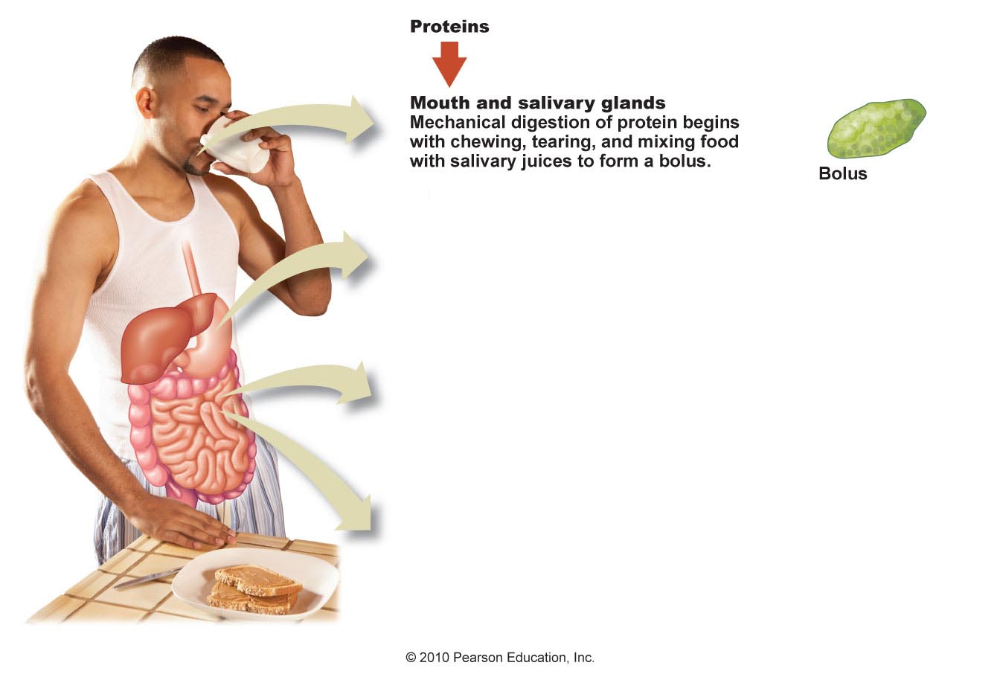 Proteins
Mouth and salivary glands
Mechanical digestion of protein begins
with chewing, tearing, and mixing food
with salivary juices to form a bolus.
Bolus
© 2010 Pearson Education, Inc.